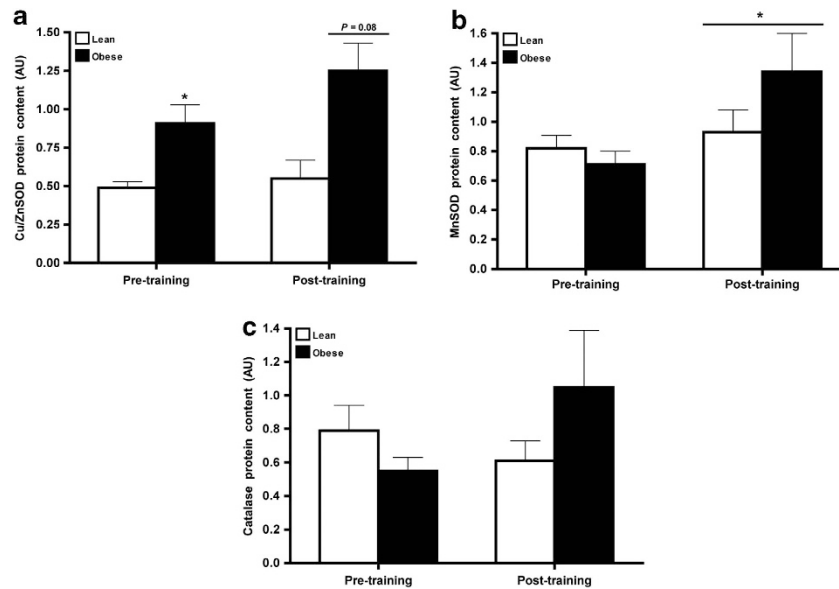 a
Cu/ZnSOD protein content (AU)
1.50
1.25
1.00
0.75
0.50
0.25
0.00
Lean
Obese
*
P = 0.08
Pre-training
Post-training
b
MnSOD protein content (AU)
1.6
1.4
1.2
1.0
0.8
0.6
0.4
0.2
0.0
Lean
Obese
*
Pre-training
Post-training
c
Catalase protein content (AU)
1.4
1.2
1.0
0.8
0.6
0.4
0.2
0.0
Lean
Obese
Pre-training
Post-training